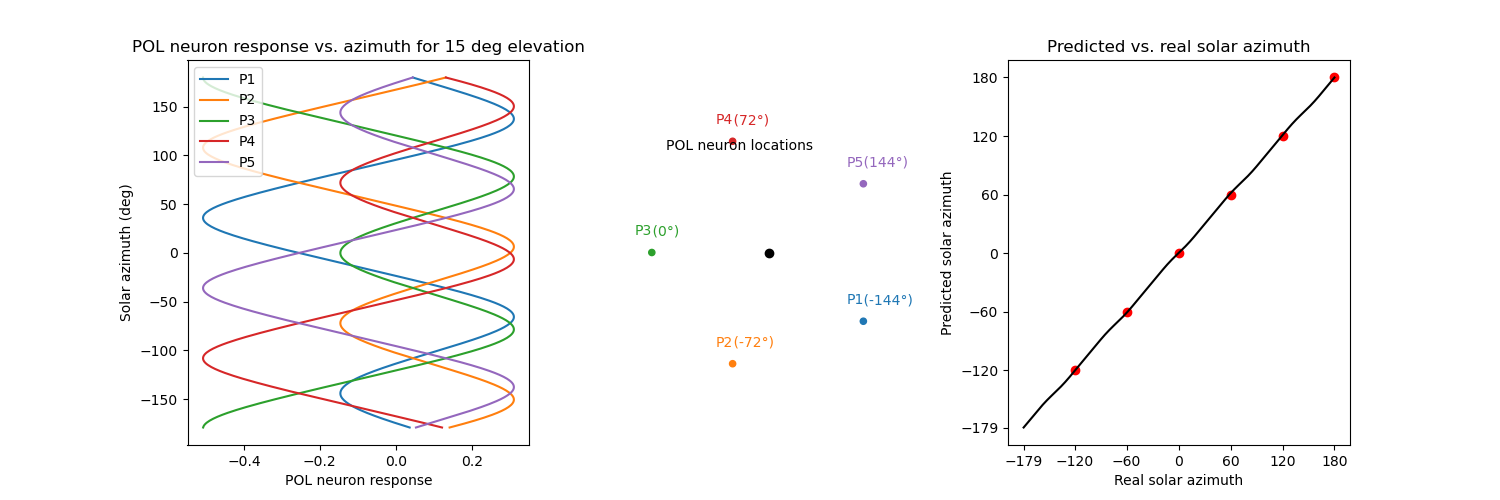 POL neuron response vs. azimuth for 15 deg elevation
P1
P2
P3
P4
P5
150
100
50
0
−50
−100
−150
Solar azimuth (deg)
−0.4
−0.2
0.0
0.2
POL neuron response
P4(72°)
POL neuron locations
P5(144°)
P3(0°)
P1(-144°)
P2(-72°)
Predicted vs. real solar azimuth
180
120
60
0
−60
−120
−179
Predicted solar azimuth
−179
−120
−60
0
60
120
180
Real solar azimuth